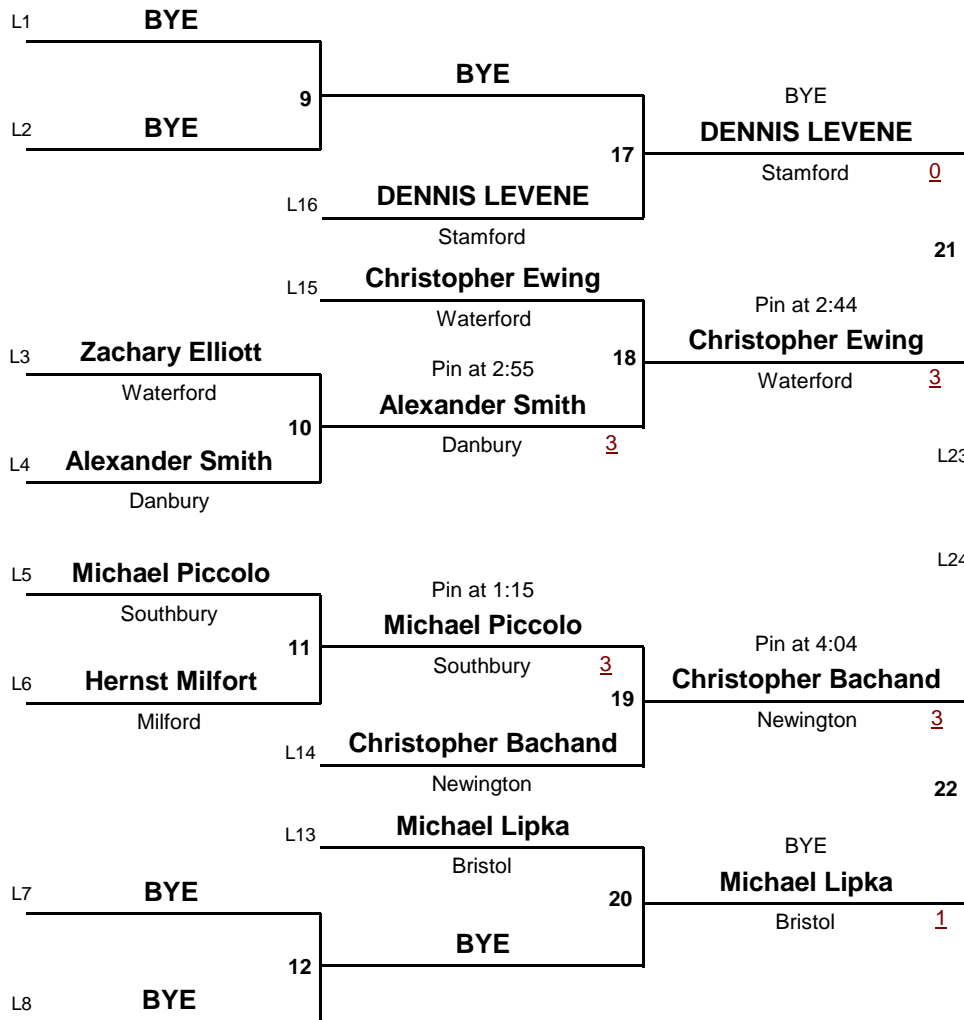 L1 BYE
BYE
9
BYE
L2 BYE
17
DENNIS LEVENE
Stamford 0
L16 DENNIS LEVENE
Stamford
21
L15 Christopher Ewing
Waterford
Pin at 2:44
L3 Zachary Elliott
18
Christopher Ewing
Waterford
Pin at 2:55
Waterford 3
10
Alexander Smith
Danbury 3
L4 Alexander Smith
L23
Danbury
L24
L5 Michael Piccolo
Pin at 1:15
Southbury
11
Michael Piccolo
Pin at 4:04
Southbury 3
L6 Hernst Milfort
19
Christopher Bachand
Milford
Newington 3
L14 Christopher Bachand
Newington
22
L13 Michael Lipka
BYE
Bristol
L7 BYE
20
Michael Lipka
Bristol 1
BYE
12
L8 BYE